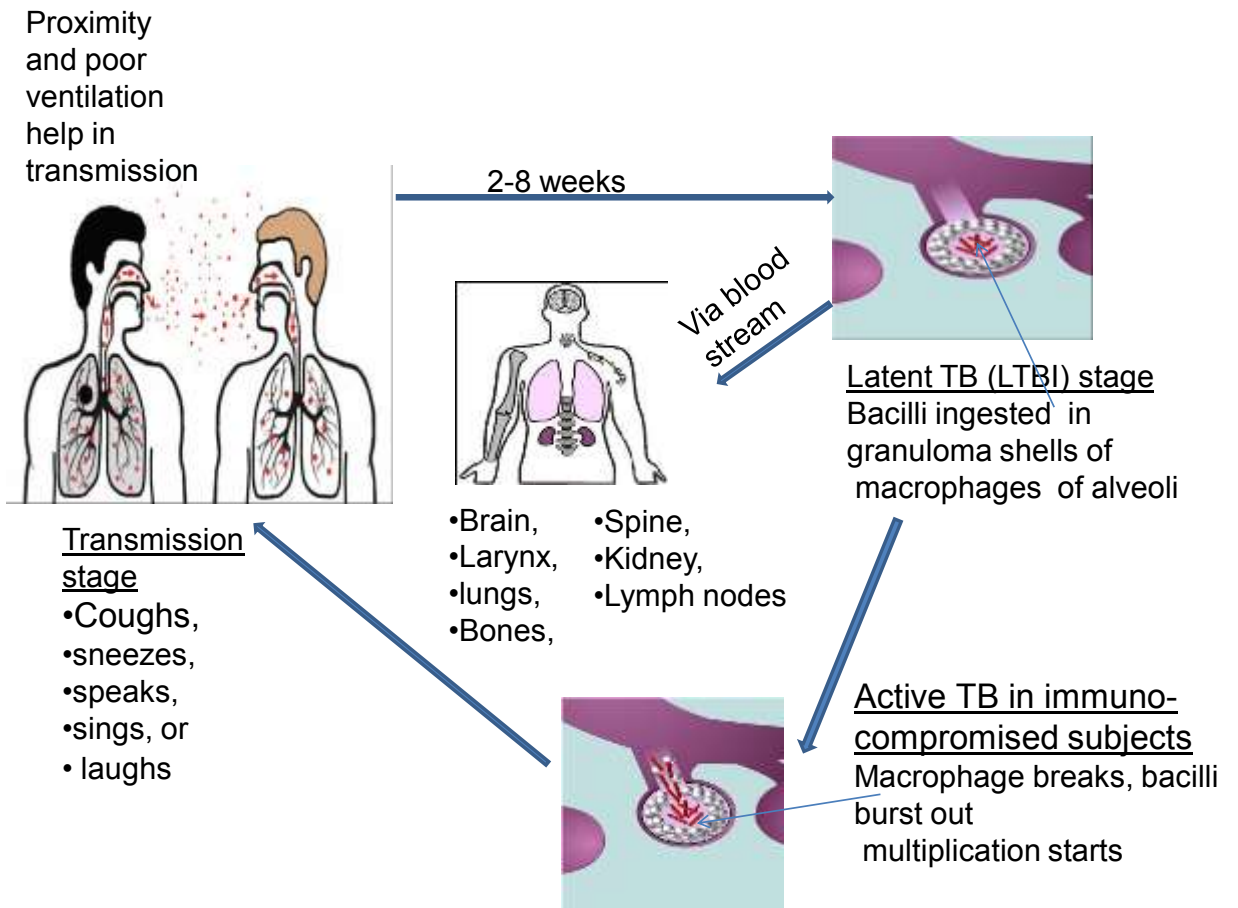 Proximity
and poor
ventilation
help in
transmission
2-8 weeks
Via blood
stream
Latent TB (LTBI) stage
Bacilli ingested in
granuloma shells of
macrophages of alveoli
•Brain,
•Larynx,
•lungs,
•Bones,
•Spine,
•Kidney,
•Lymph nodes
Transmission
stage
•Coughs,
•sneezes,
•speaks,
•sings, or
• laughs
Active TB in immuno-
compromised subjects
Macrophage breaks, bacilli
burst out
multiplication starts